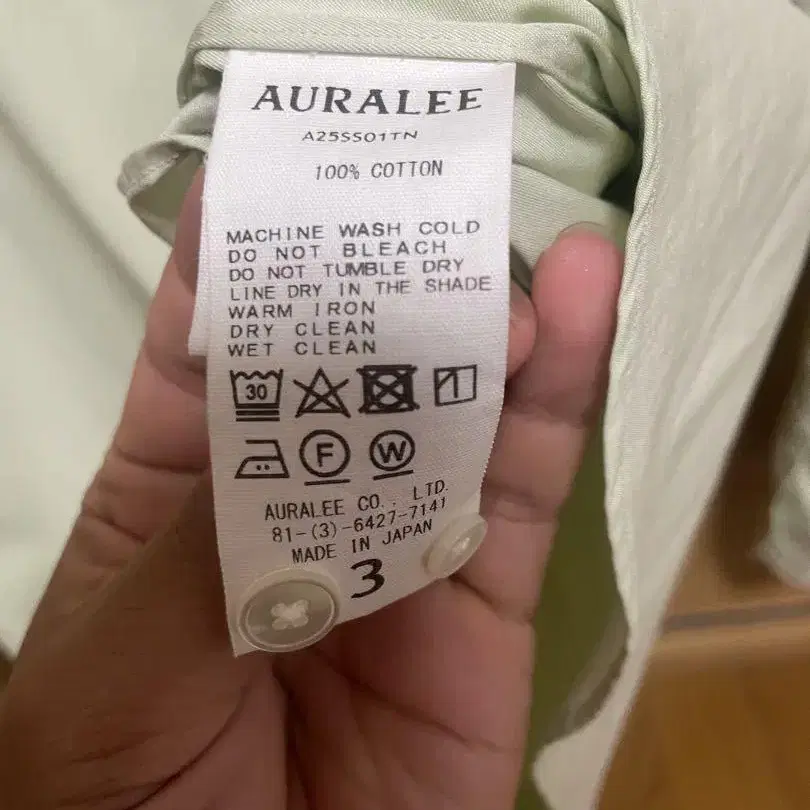 AURALEE
A25SS01TN
100% COTTON
MACHINE WASH COLD
DO NOT BLEACH
DO NOT TUMBLE DRY
LINE DRY IN THE SHADE
WARM IRON
DRY CLEAN
WET CLEAN
30
F W
AURALEE CO., LTD.
81-(3)-6427-7141
MADE IN JAPAN
3